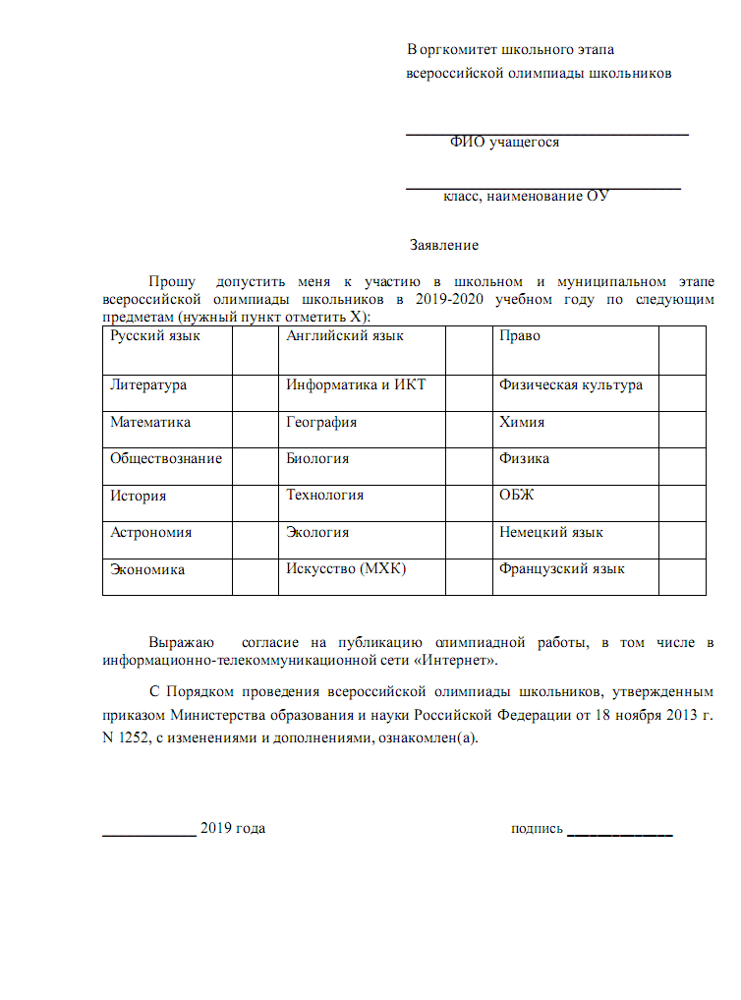 В оргкомитет школьного этапа
всероссийской олимпиады школьников
ФИО учащегося
класс, наименование ОУ
Заявление
Прошу допустить меня к участию в школьном и муниципальном этапе
всероссийской олимпиады школьников в 2019-2020 учебном году по следующим
предметам (нужный пункт отметить Х):
Русский язык Английский язык Право
Литература Информатика и ИКТ Физическая культура
Математика География Химия
Обществознание Биология Физика
История Технология ОБЖ
Астрономия Экология Немецкий язык
Экономика Искусство (МХК) Французский язык
Выражаю согласие на публикацию олимпиадной работы, в том числе в
информационно-телекоммуникационной сети «Интернет».
С Порядком проведения всероссийской олимпиады школьников, утвержденным
приказом Министерства образования и науки Российской Федерации от 18 ноября 2013 г.
N 1252, с изменениями и дополнениями, ознакомлен(а).
____________ 2019 года подпись ______________